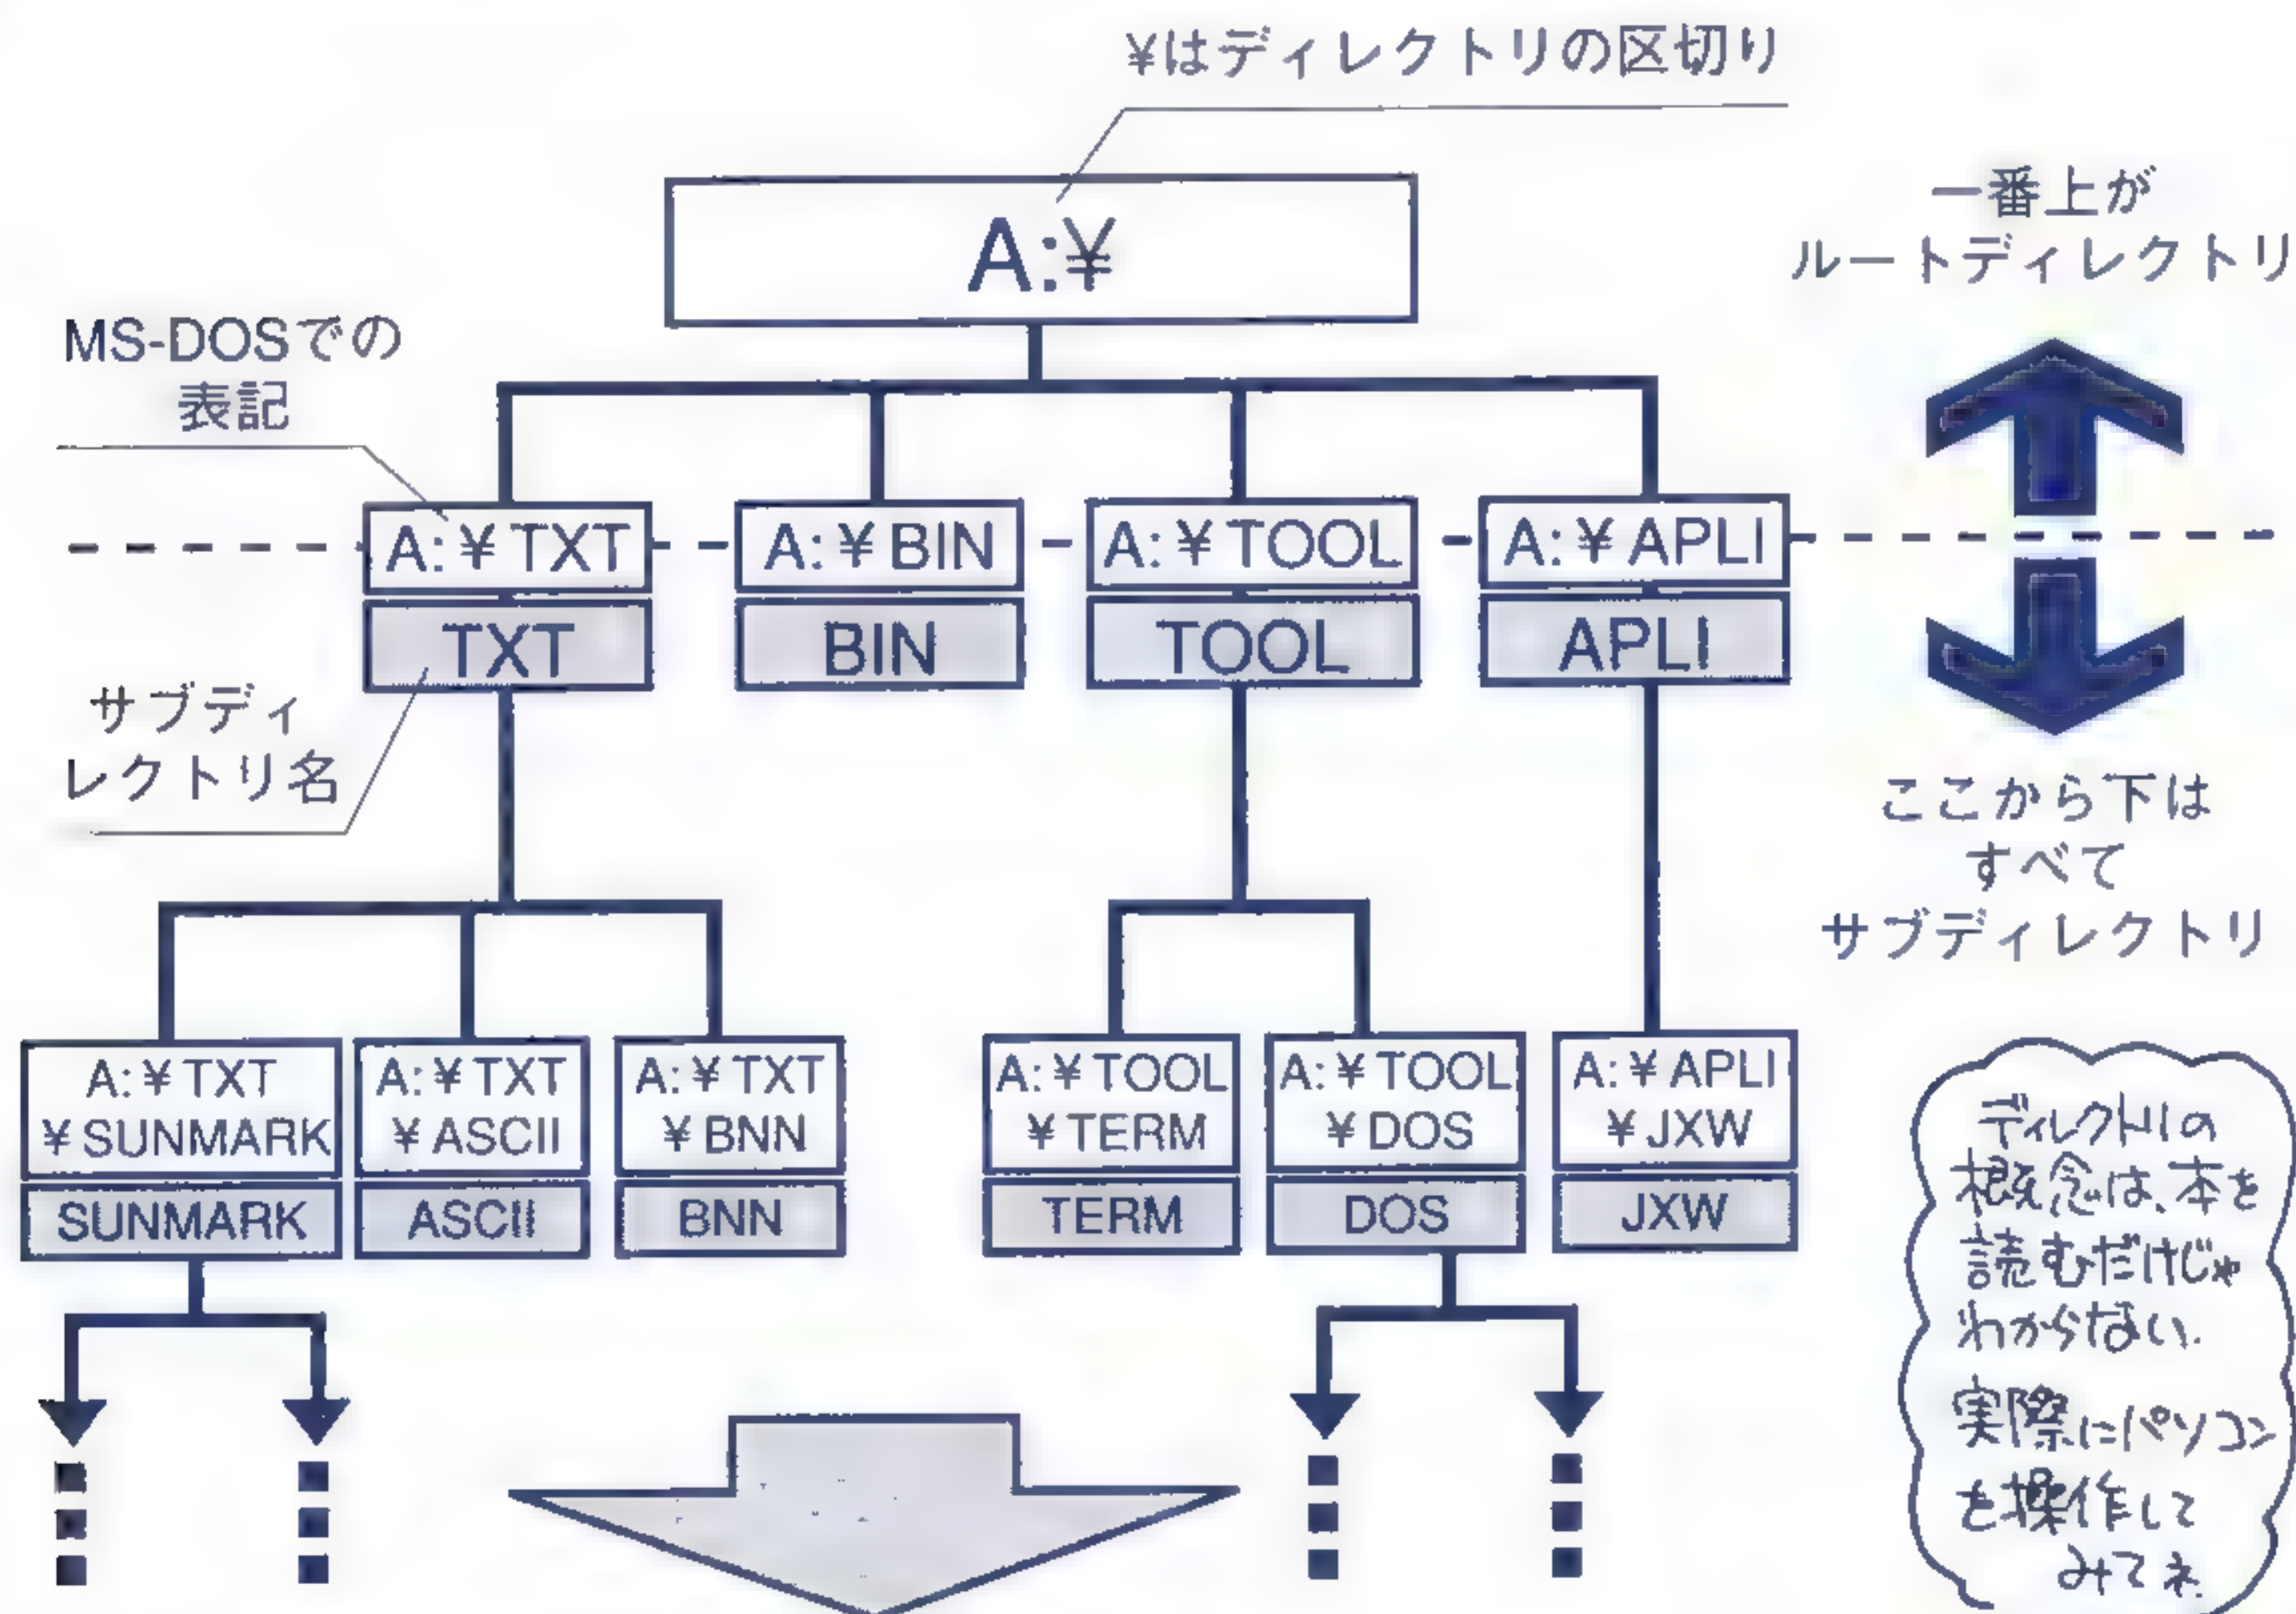 ¥はディレクトリの区切り
A:¥
一番上が
ルートディレクトリ
MS-DOSでの
表記
A:¥TXT
A:¥BIN
A:¥TOOL
A:¥APLI
TXT
BIN
TOOL
APLI
サブディ
レクトリ名
ここから下は
すべて
サブディレクトリ
A:¥TXT
¥SUNMARK
A:¥TXT
¥ASCII
A:¥TXT
¥BNN
A:¥TOOL
¥TERM
A:¥TOOL
¥DOS
A:¥APLI
¥JXW
SUNMARK
ASCII
BNN
TERM
DOS
JXW
ディレクトリの
概念は、本を
読むだけじゃ
わからない.
実際にパソコン
を操作して
みてネ.